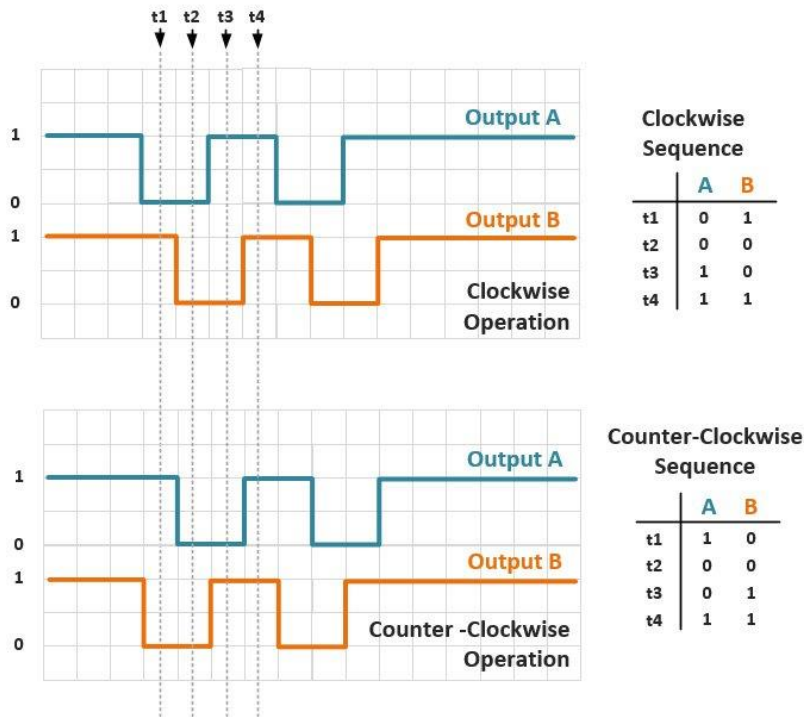 t1 t2 t3 t4
Output A
1
0
Output B
1
0
Clockwise
Operation
Clockwise
Sequence
A B
t1 0 1
t2 0 0
t3 1 0
t4 1 1
Output A
1
0
Output B
1
0
Counter -Clockwise
Operation
Counter-Clockwise
Sequence
A B
t1 1 0
t2 0 0
t3 0 1
t4 1 1